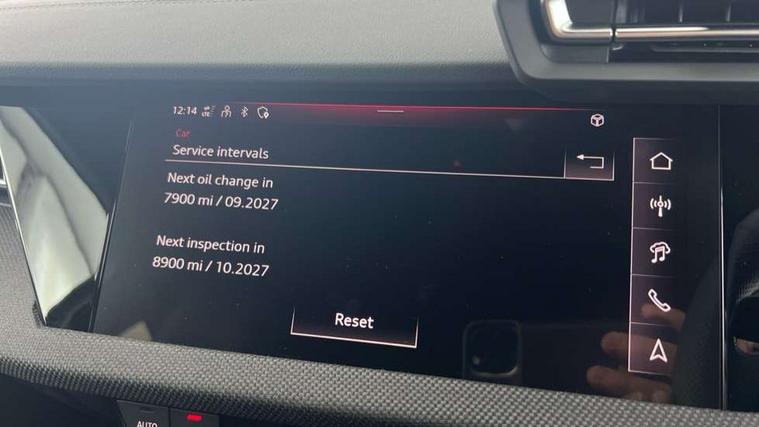 12:14 LTE
Car
Service intervals
Next oil change in
7900 mi / 09.2027
Next inspection in
8900 mi / 10.2027
Reset
AUTO